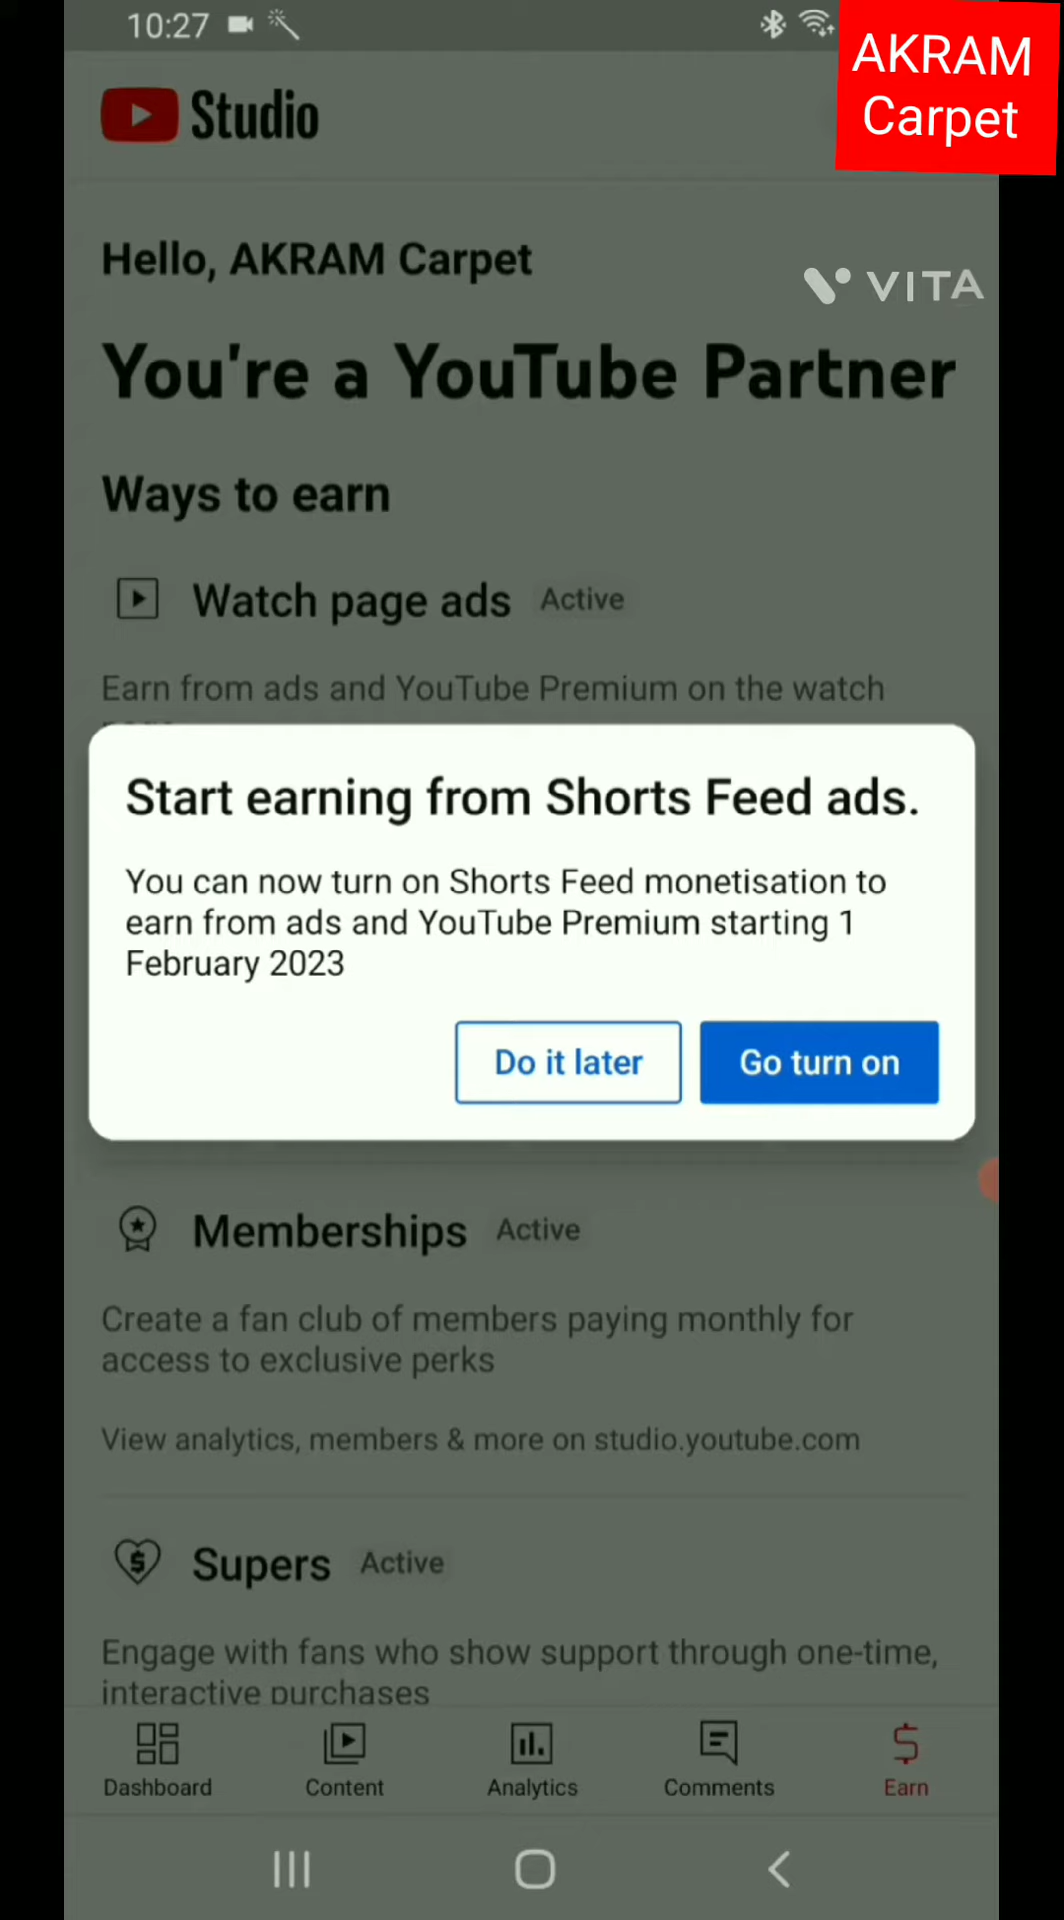 10:27
AKRAM
Carpet
Studio
Hello, AKRAM Carpet
VITA
You're a YouTube Partner
Ways to earn
Watch page ads Active
Earn from ads and YouTube Premium on the watch
Start earning from Shorts Feed ads.
You can now turn on Shorts Feed monetisation to
earn from ads and YouTube Premium starting 1
February 2023
Do it later Go turn on
Memberships Active
Create a fan club of members paying monthly for
access to exclusive perks
View analytics, members & more on studio.youtube.com
Supers Active
Engage with fans who show support through one-time,
interactive purchases
Dashboard Content Analytics Comments Earn